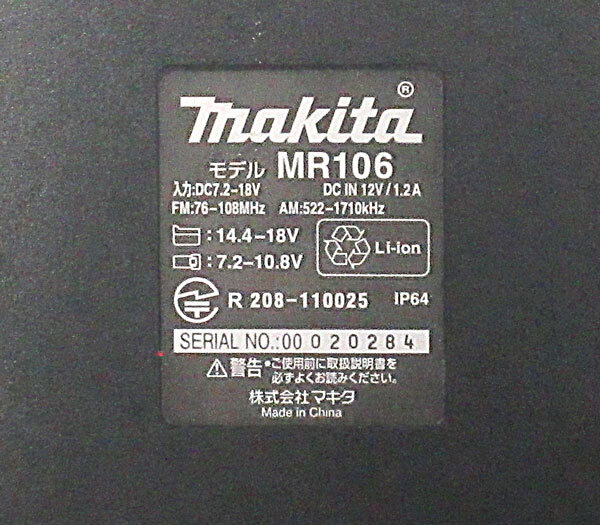 makita®
モデル MR106
入力:DC7.2-18V DC IN 12V/1.2A
FM:76-108MHz AM:522-1710kHz
:14.4-18V
:7.2-10.8V
Li-ion
R 208-110025 IP64
SERIAL NO.:00 020284
警告 •ご使用前に取扱説明書を
必ずよくお読みください。
株式会社マキタ
Made in China